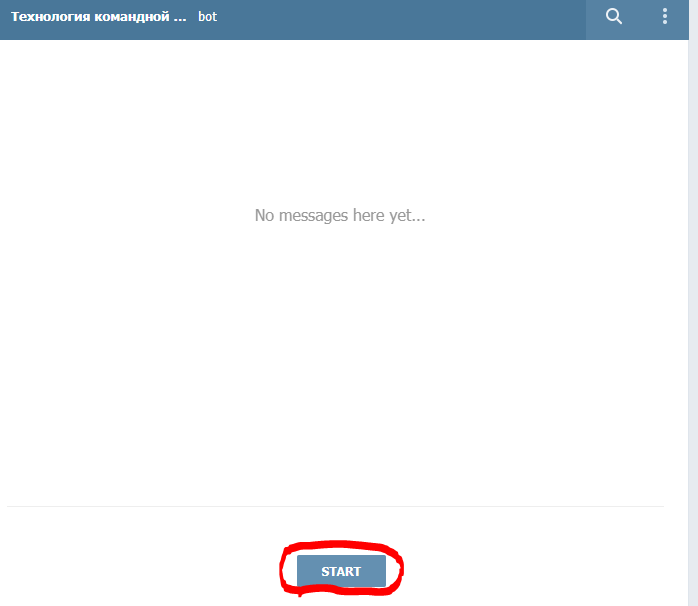 Технология командной ... bot
No messages here yet...
START